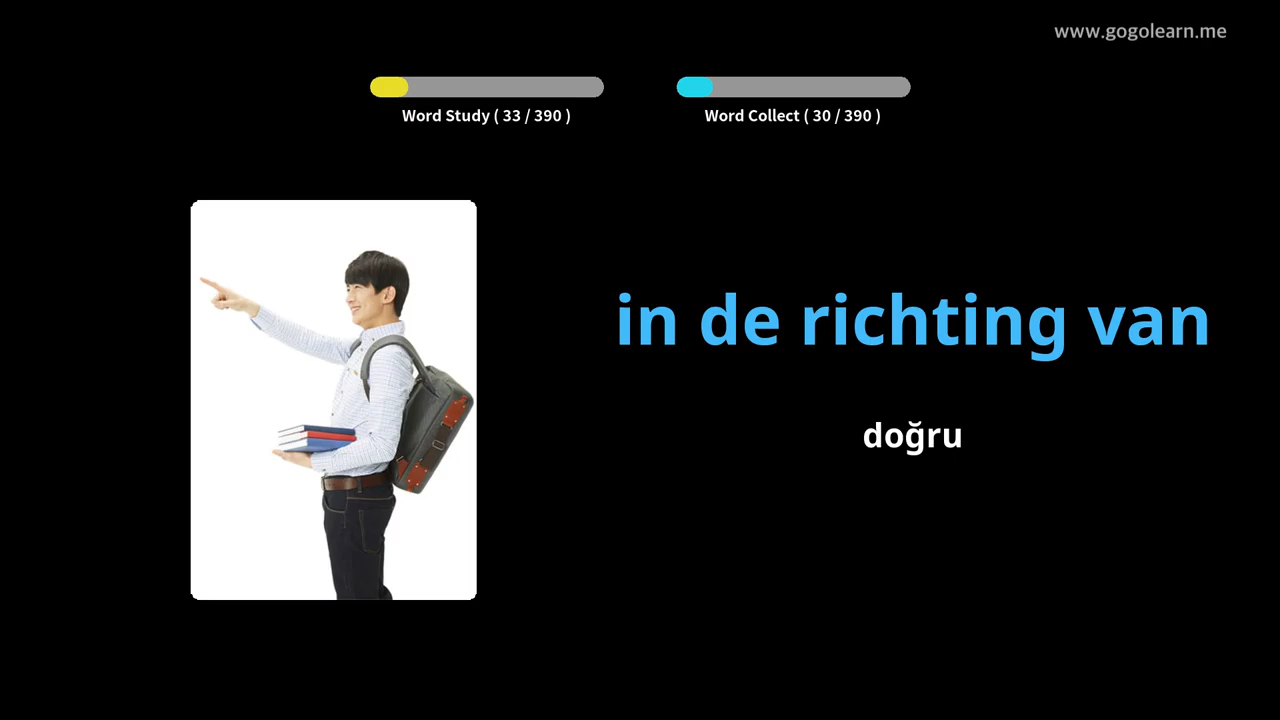 www.gogolearn.me
Word Study ( 33 / 390 )
Word Collect ( 30 / 390 )
in de richting van
doğru